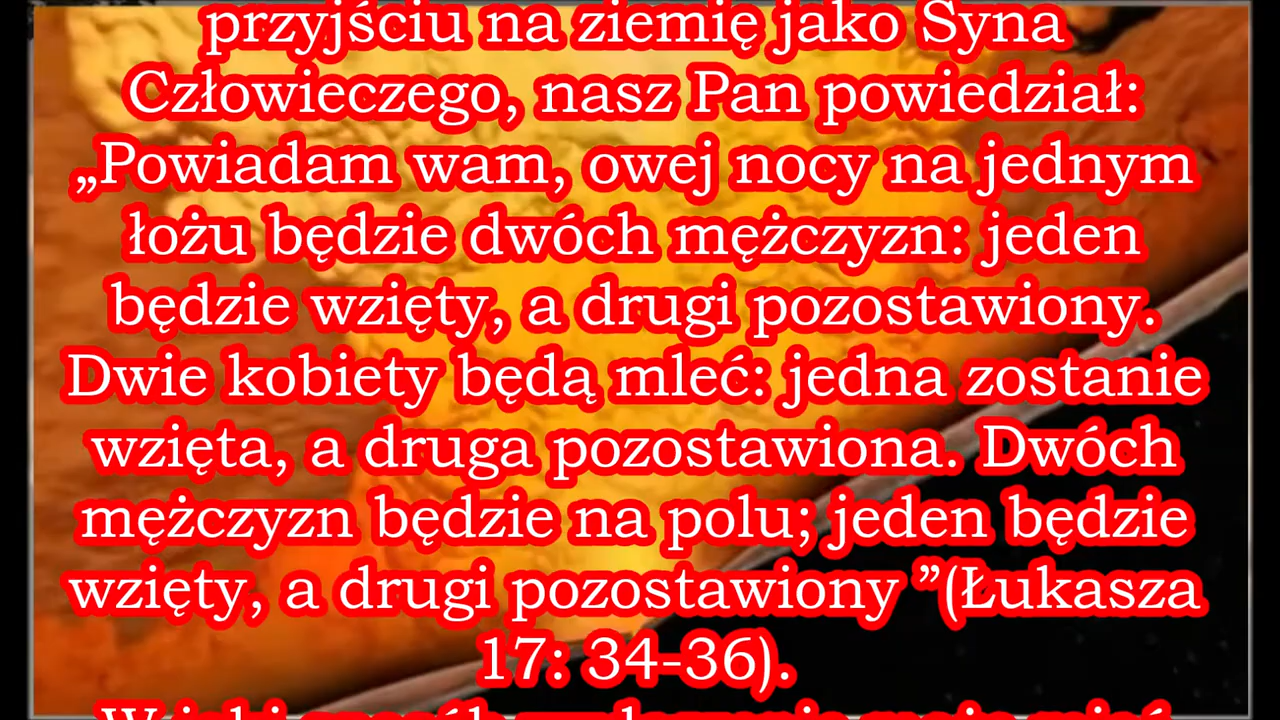 przyjściu na ziemię jako Syna
Człowieczego, nasz Pan powiedział:
„Powiadam wam, owej nocy na jednym
łożu będzie dwóch mężczyzn: jeden
będzie wzięty, a drugi pozostawiony.
Dwie kobiety będą mleć: jedna zostanie
wzięta, a druga pozostawiona. Dwóch
mężczyzn będzie na polu; jeden będzie
wzięty, a drugi pozostawiony ”(Łukasza
17: 34-36).